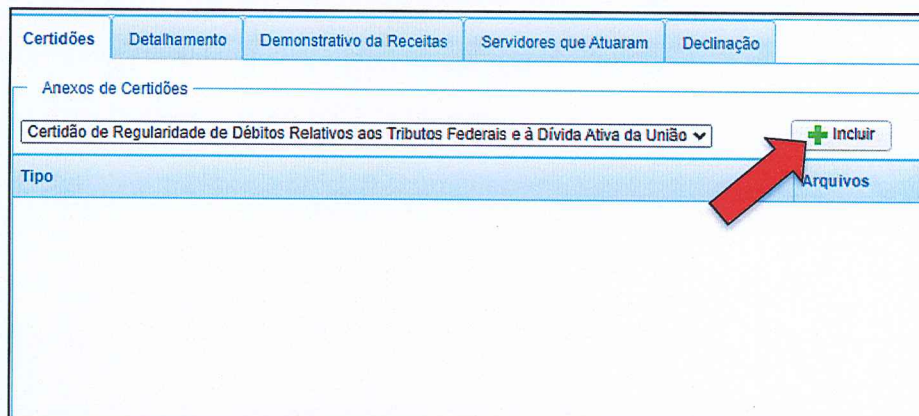 Certidões Detalhamento Demonstrativo da Receitas Servidores que Atuaram Declinação
Anexos de Certidões
Certidão de Regularidade de Débitos Relativos aos Tributos Federais e à Dívida Ativa da União Incluir
Tipo Arquivos